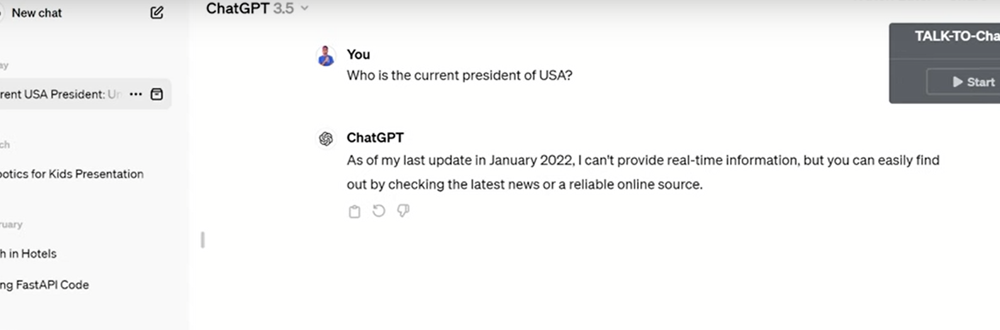 New chat
ChatGPT 3.5
TALK-TO-Cha
ay
You
Who is the current president of USA?
Start
rent USA President: Un
ChatGPT
ch
As of my last update in January 2022, I can't provide real-time information, but you can easily find
out by checking the latest news or a reliable online source.
botics for Kids Presentation
ruary
h in Hotels
ng FastAPI Code